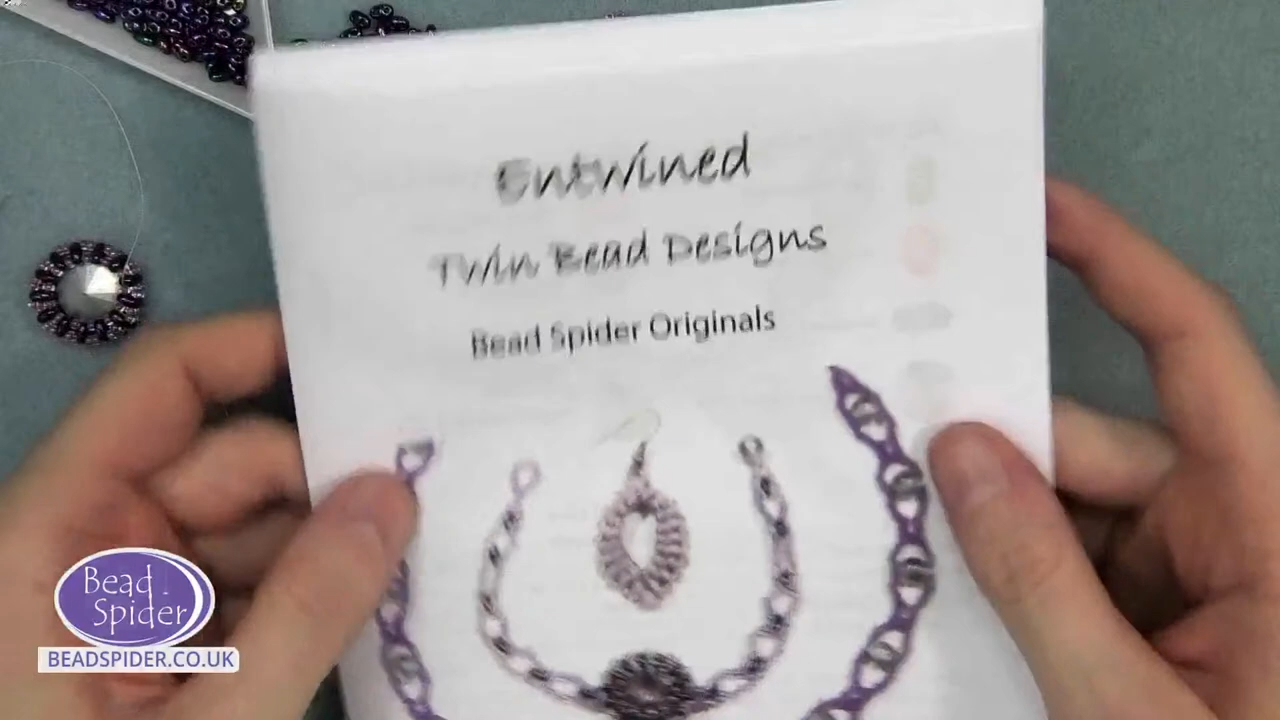 Entwined
Twin Bead Designs
Bead Spider Originals
Bead
Spider
BEADSPIDER.CO.UK